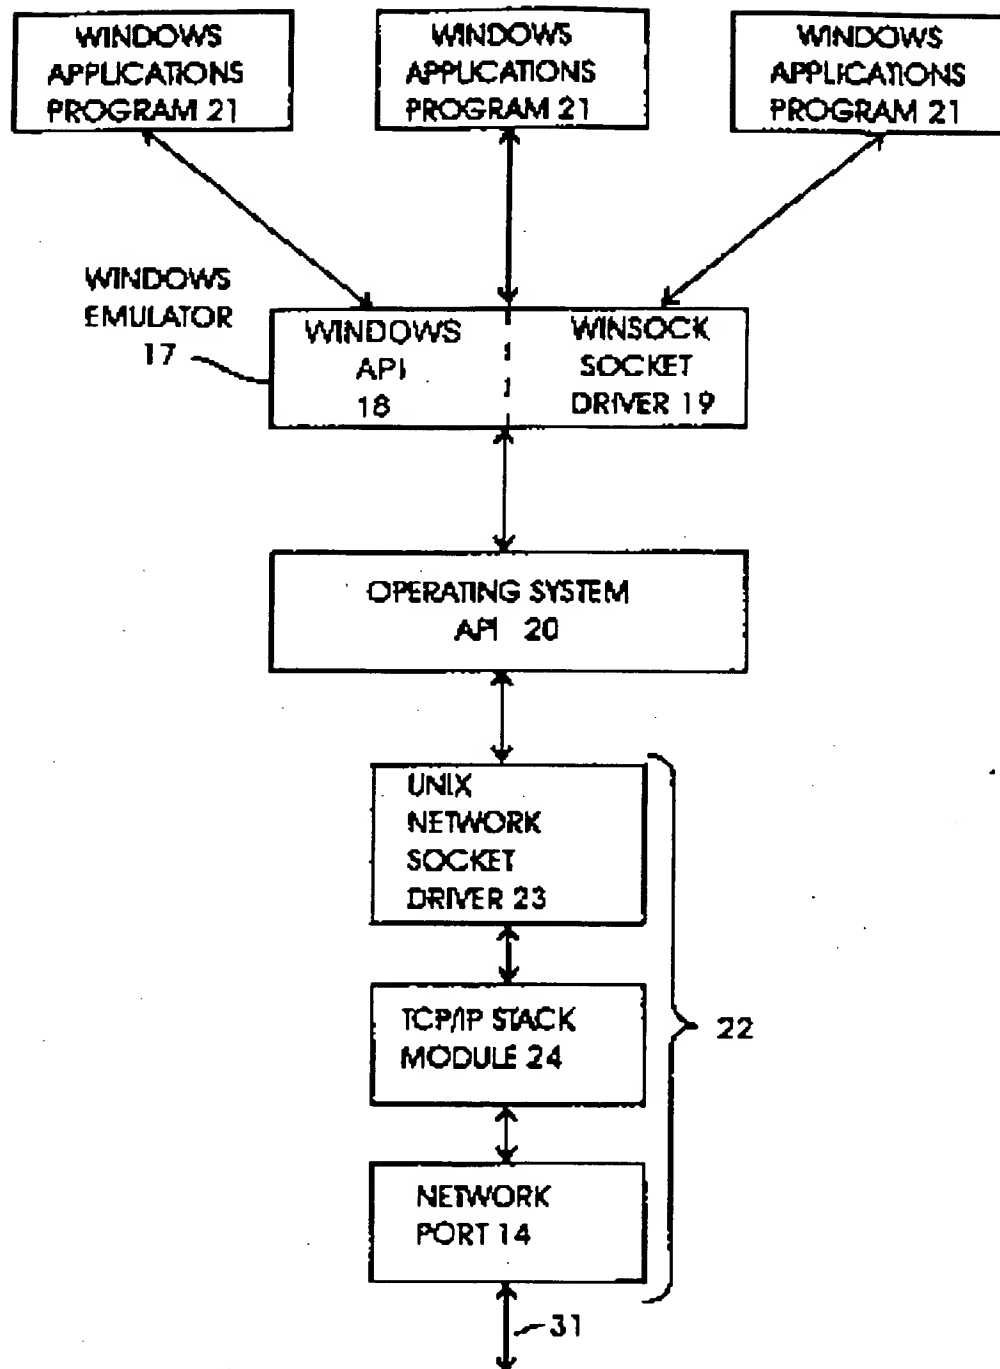 WINDOWS
APPLICATIONS
PROGRAM 21
WINDOWS
APPLICATIONS
PROGRAM 21
WINDOWS
APPLICATIONS
PROGRAM 21
WINDOWS
EMULATOR
17
WINDOWS
API
18
WINSOCK
SOCKET
DRIVER 19
OPERATING SYSTEM
API 20
UNIX
NETWORK
SOCKET
DRIVER 23
TCP/IP STACK
MODULE 24
22
NETWORK
PORT 14
31